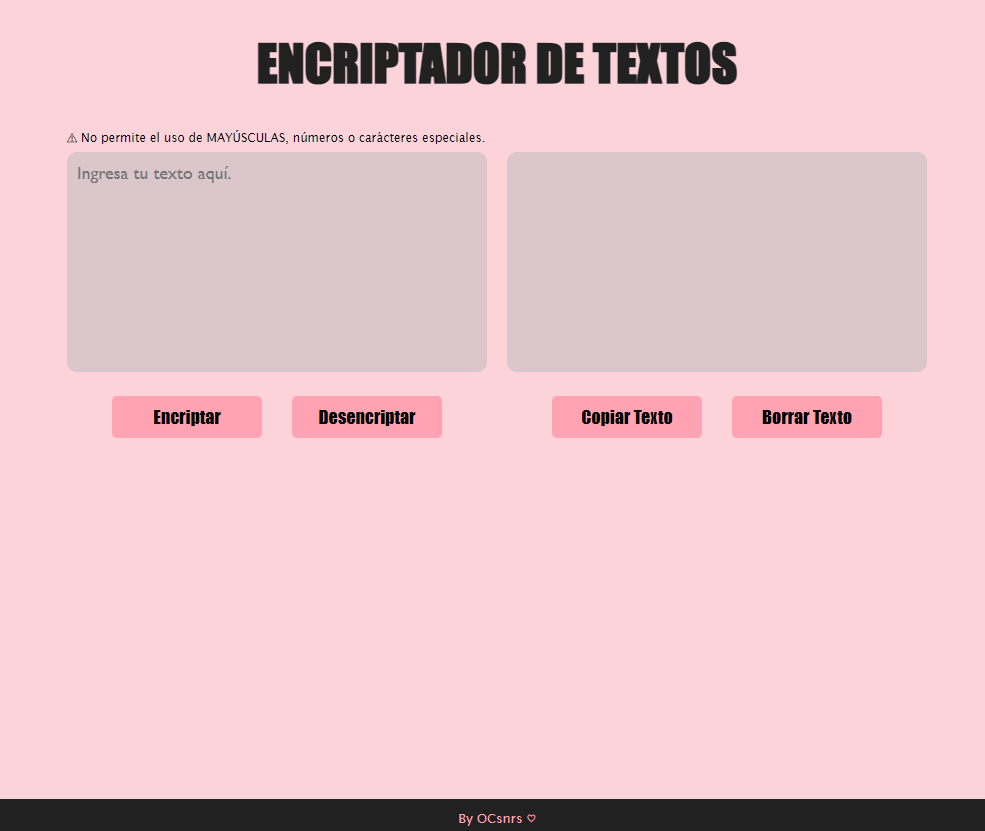 ENCRIPTADOR DE TEXTOS
⚠ No permite el uso de MAYÚSCULAS, números o carácteres especiales.
Ingresa tu texto aquí.
Encriptar Desencriptar Copiar Texto Borrar Texto
By OCsnrs ♡